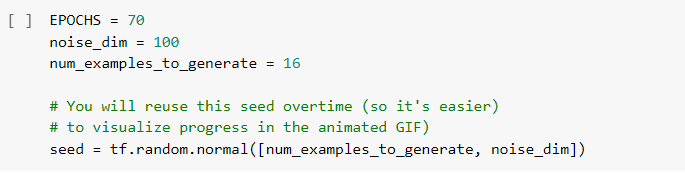 [ ] EPOCHS = 70
noise_dim = 100
num_examples_to_generate = 16
# You will reuse this seed overtime (so it's easier)
# to visualize progress in the animated GIF)
seed = tf.random.normal([num_examples_to_generate, noise_dim])